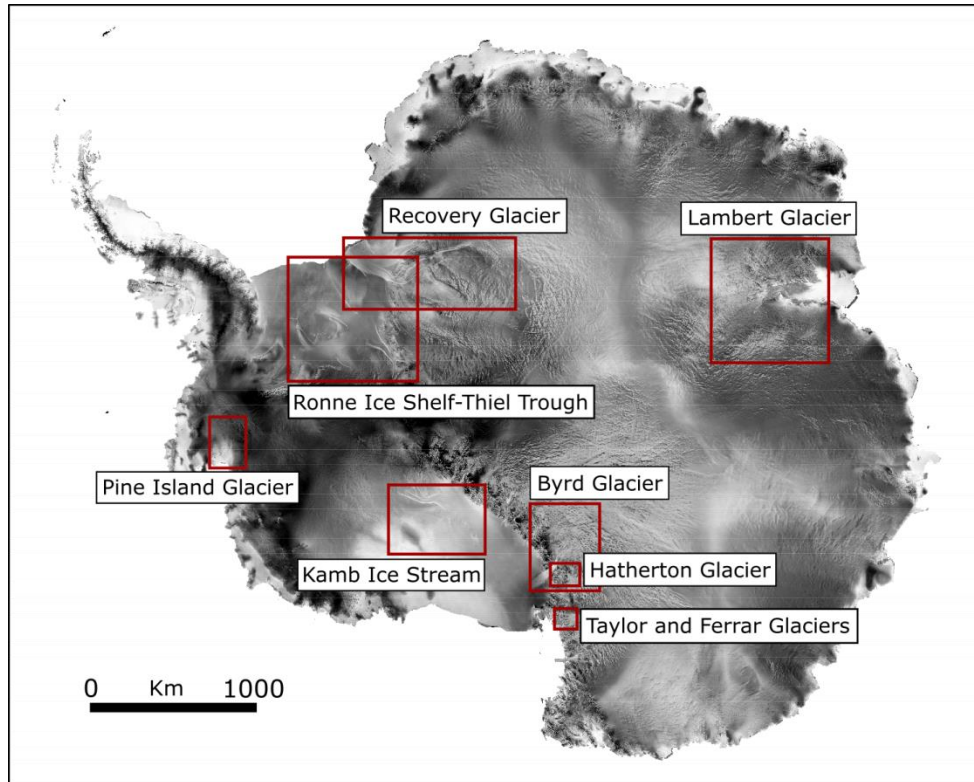 Recovery Glacier
Lambert Glacier
Ronne Ice Shelf-Thiel Trough
Pine Island Glacier
Byrd Glacier
Kamb Ice Stream
Hatherton Glacier
Taylor and Ferrar Glaciers
0 Km 1000